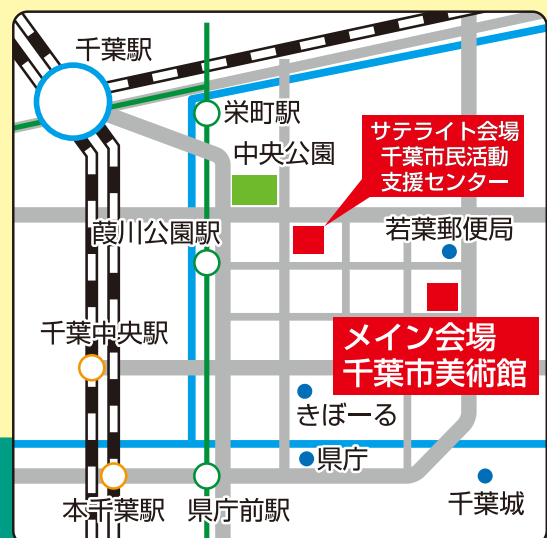 千葉駅
栄町駅
中央公園
サテライト会場
千葉市民活動
支援センター
葭川公園駅
若葉郵便局
千葉中央駅
メイン会場
千葉市美術館
きぼーる
県庁
本千葉駅
県庁前駅
千葉城